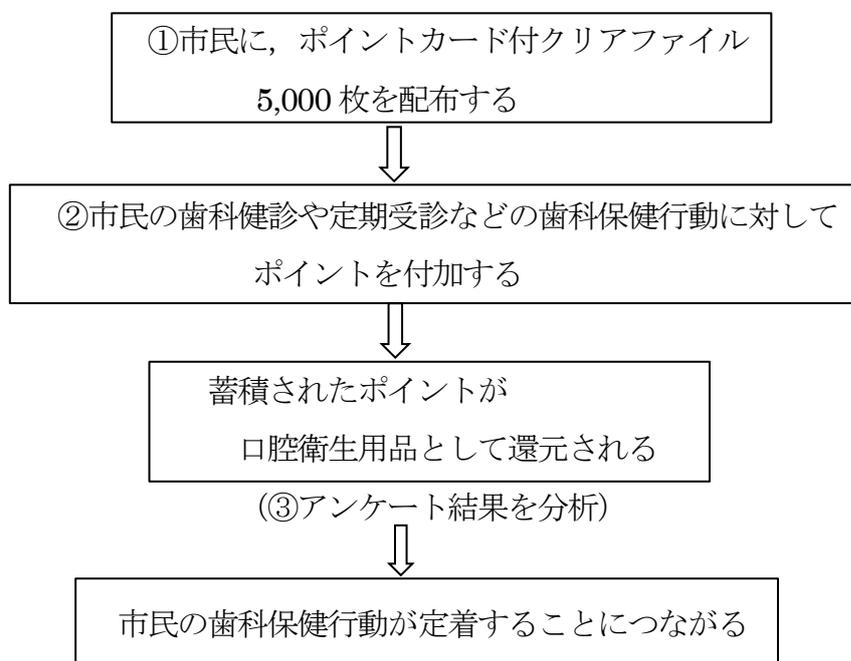 ①市民に，ポイントカード付クリアファイル
5,000 枚を配布する
②市民の歯科健診や定期受診などの歯科保健行動に対して
ポイントを付加する
蓄積されたポイントが
口腔衛生用品として還元される
(③アンケート結果を分析)
市民の歯科保健行動が定着することにつながる